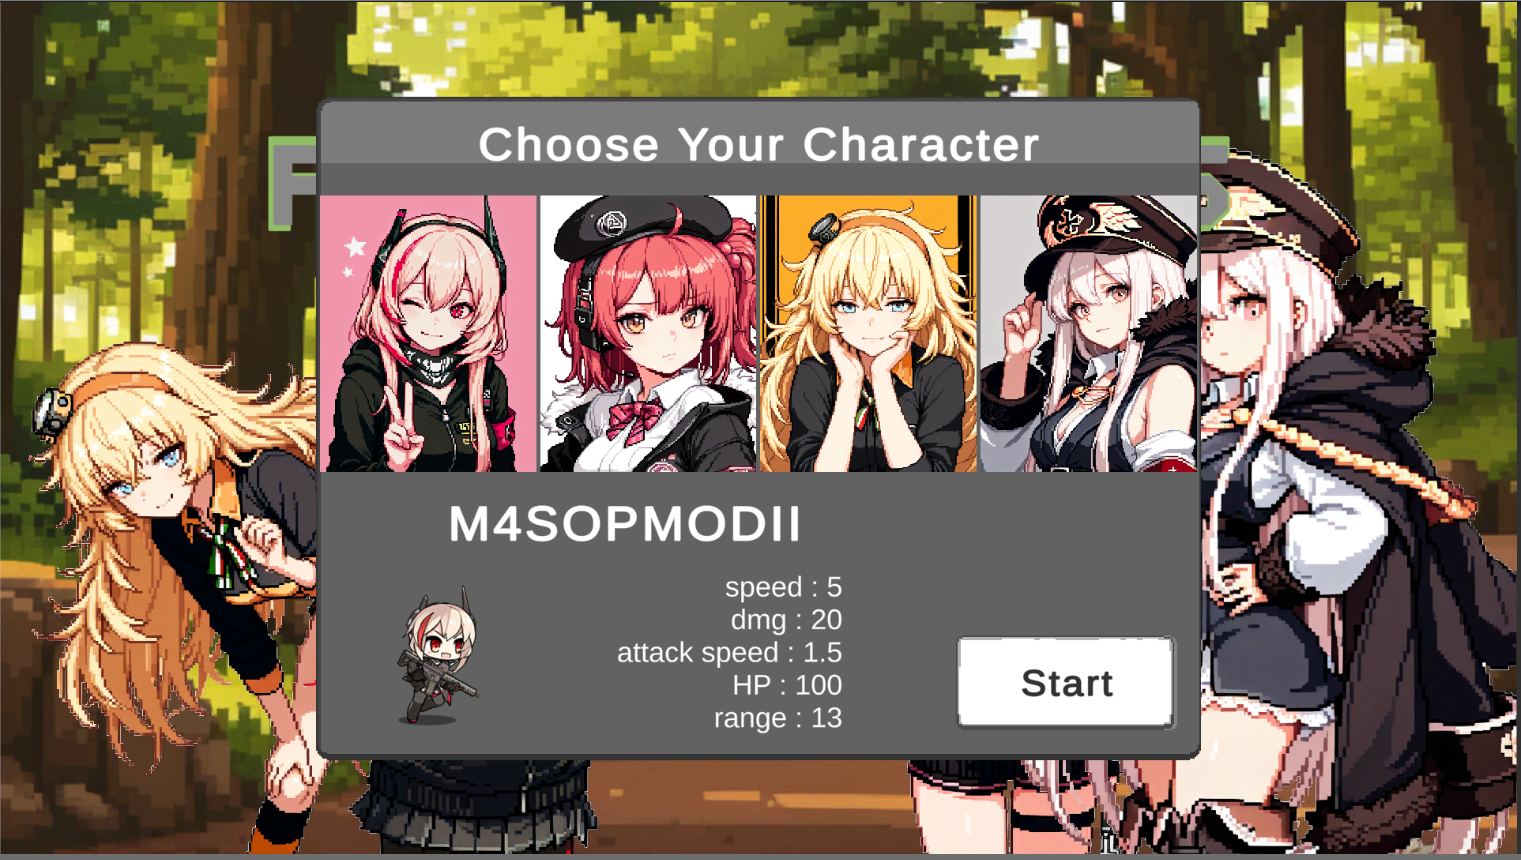 Choose Your Character
M4SOPMODII
speed : 5
dmg : 20
attack speed : 1.5
HP : 100
range : 13
Start